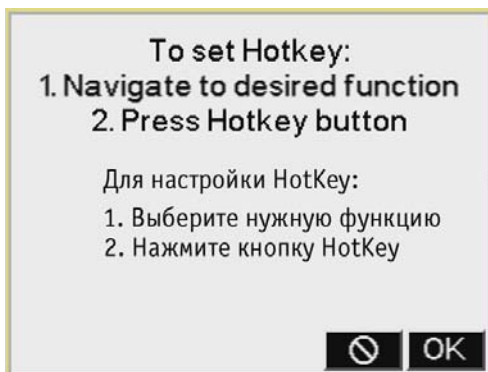 To set Hotkey:
1. Navigate to desired function
2. Press Hotkey button
Для настройки HotKey:
1. Выберите нужную функцию
2. Нажмите кнопку HotKey
OK